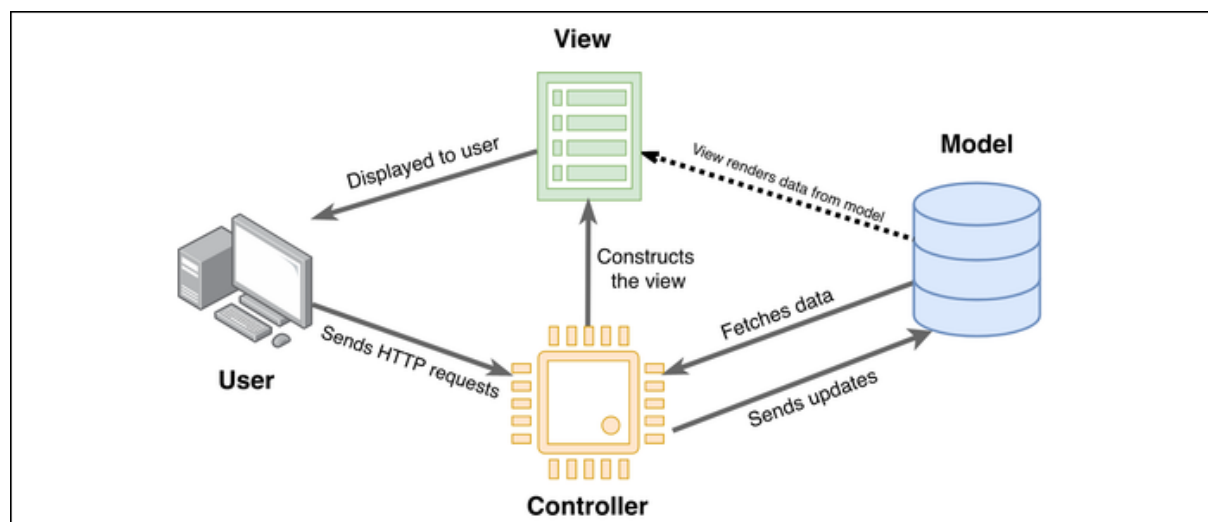 View
Model
Displayed to user
View renders data from model
Constructs
the view
Fetches data
Sends HTTP requests
User
Sends updates
Controller